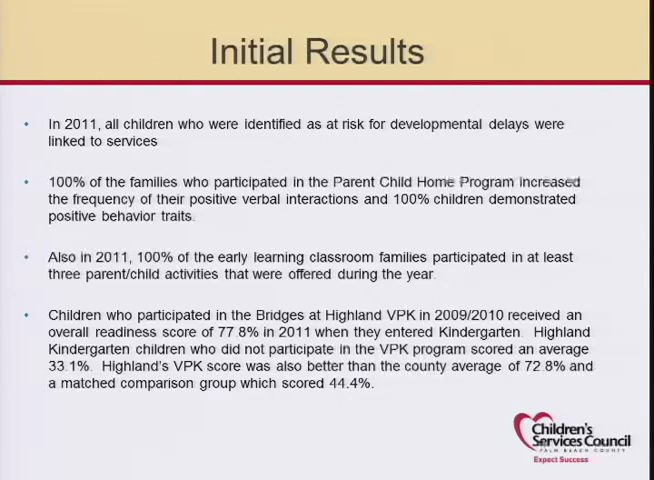 Initial Results
• In 2011, all children who were identified as at risk for developmental delays were
linked to services
• 100% of the families who participated in the Parent Child Home Program increased
the frequency of their positive verbal interactions and 100% children demonstrated
positive behavior traits.
• Also in 2011, 100% of the early learning classroom families participated in at least
three parent/child activities that were offered during the year.
• Children who participated in the Bridges at Highland VPK in 2009/2010 received an
overall readiness score of 77.8% in 2011 when they entered Kindergarten. Highland
Kindergarten children who did not participate in the VPK program scored an average
33.1%. Highland's VPK score was also better than the county average of 72.8% and
a matched comparison group which scored 44.4%.
Children's
Services Council
PALM BEACH COUNTY
Expect Success